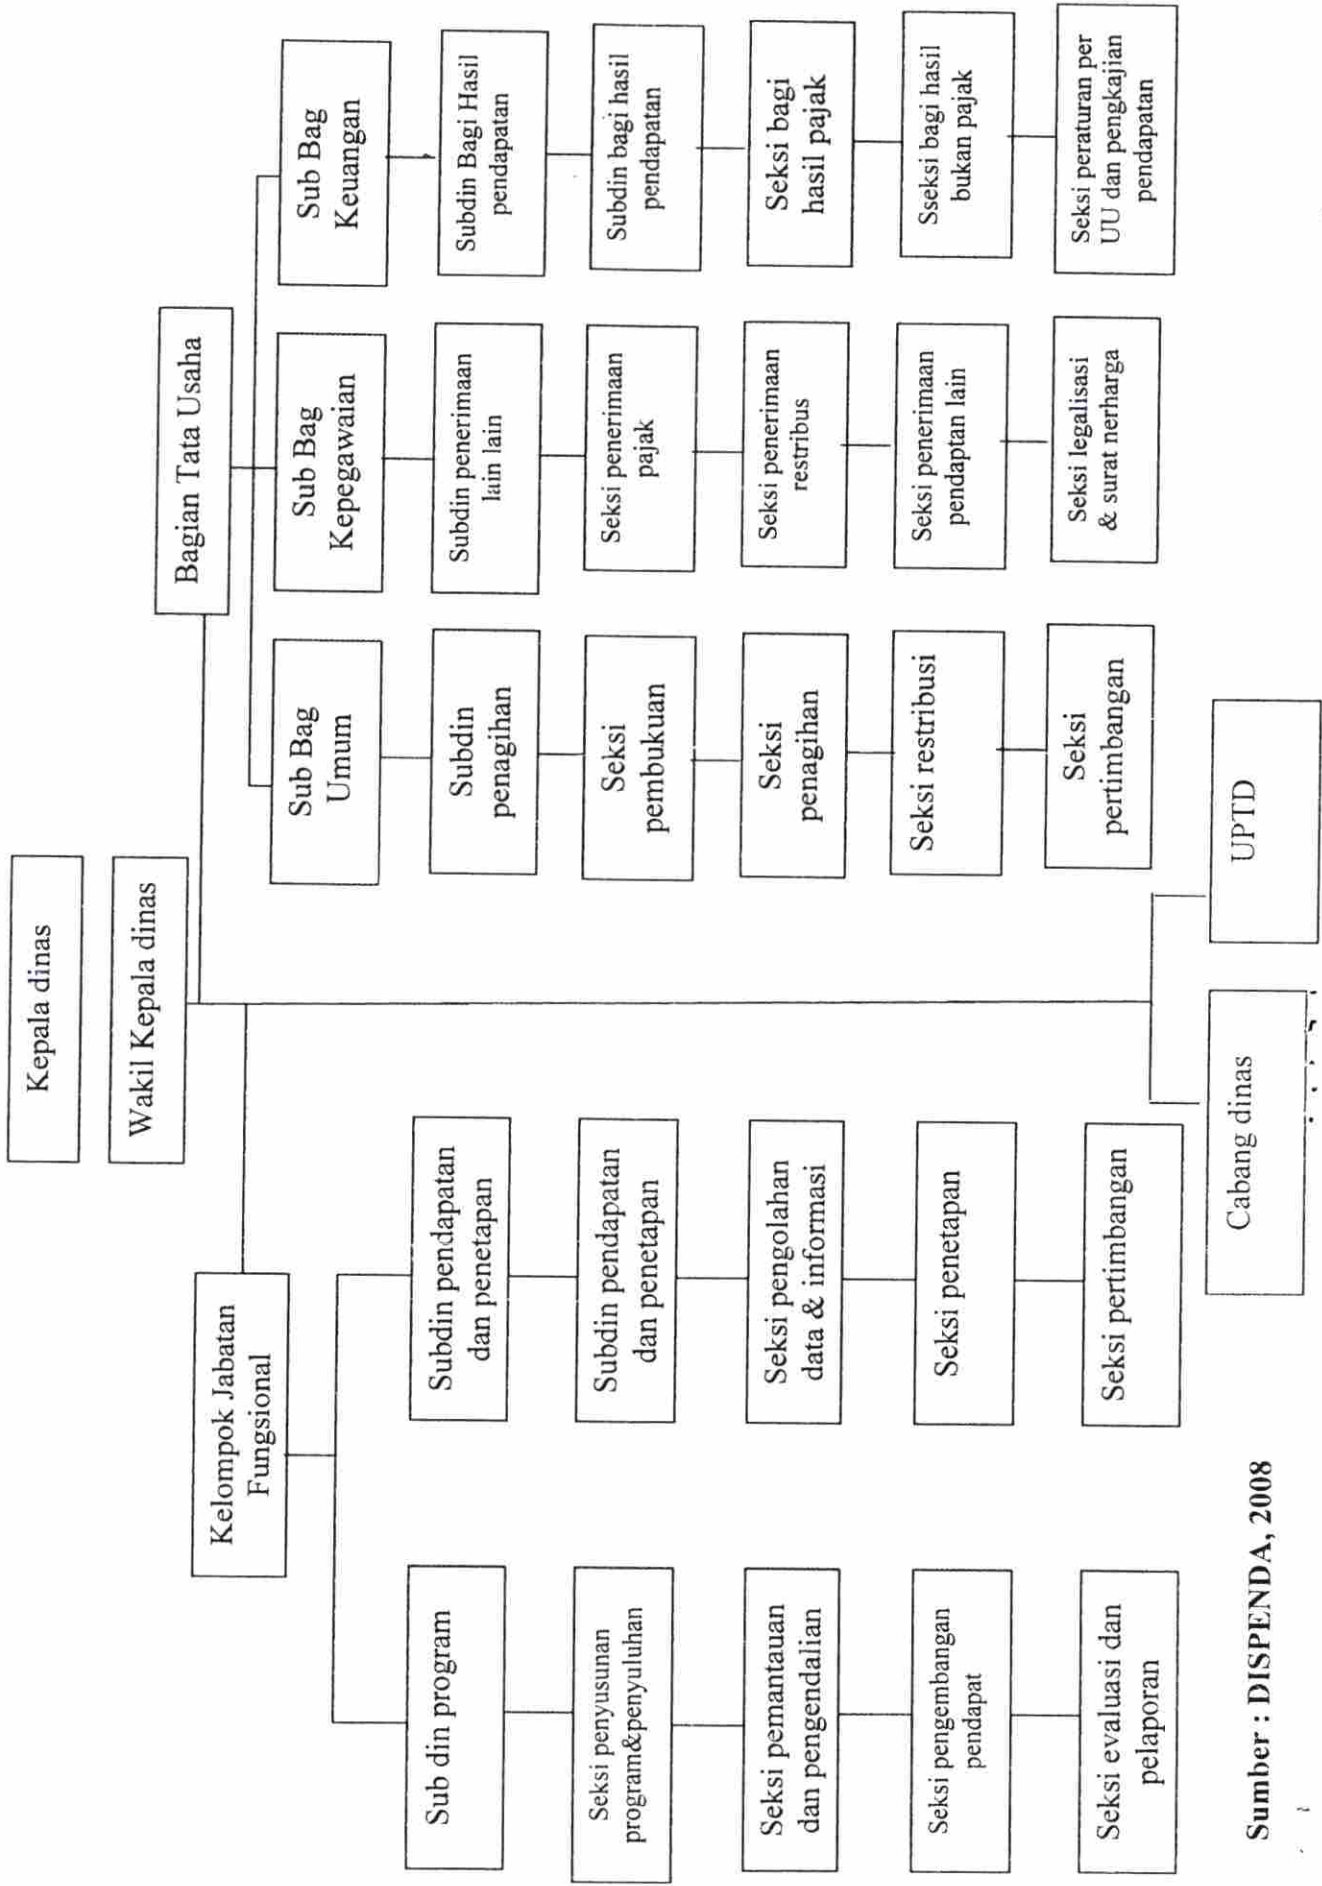 Kepala dinas
Wakil Kepala dinas
Bagian Tata Usaha
Kelompok Jabatan
Fungsional
Sub Bag
Umum
Sub Bag
Kepegawaian
Sub Bag
Keuangan
Sub din program
Seksi penyusunan
program&penyuluhan
Seksi pemantauan
dan pengendalian
Seksi pengembangan
pendapat
Seksi evaluasi dan
pelaporan
Subdin pendapatan
dan penetapan
Subdin pendapatan
dan penetapan
Seksi pengolahan
data & informasi
Seksi penetapan
Seksi pertimbangan
Subdin
penagihan
Seksi
pembukuan
Seksi
penagihan
Seksi restribusi
Seksi
pertimbangan
Subdin penerimaan
lain lain
Seksi penerimaan
pajak
Seksi penerimaan
restribus
Seksi penerimaan
pendaptan lain
Seksi legalisasi
& surat nerharga
Subdin Bagi Hasil
pendapatan
Subdin bagi hasil
pendapatan
Seksi bagi
hasil pajak
Sseksi bagi hasil
bukan pajak
Seksi peraturan per
UU dan pengkajian
pendapatan
Cabang dinas
UPTD
Sumber : DISPENDA, 2008